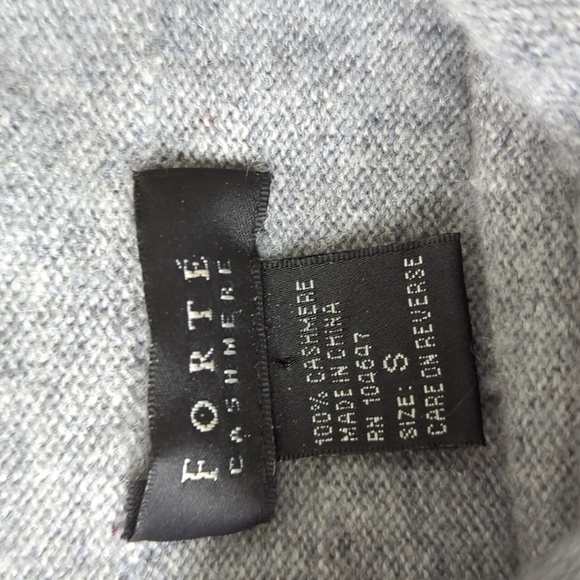 FORTÉ
CASHMERE
100% CASHMERE
MADE IN CHINA
RN 104647
SIZE: S
CARE ON REVERSE